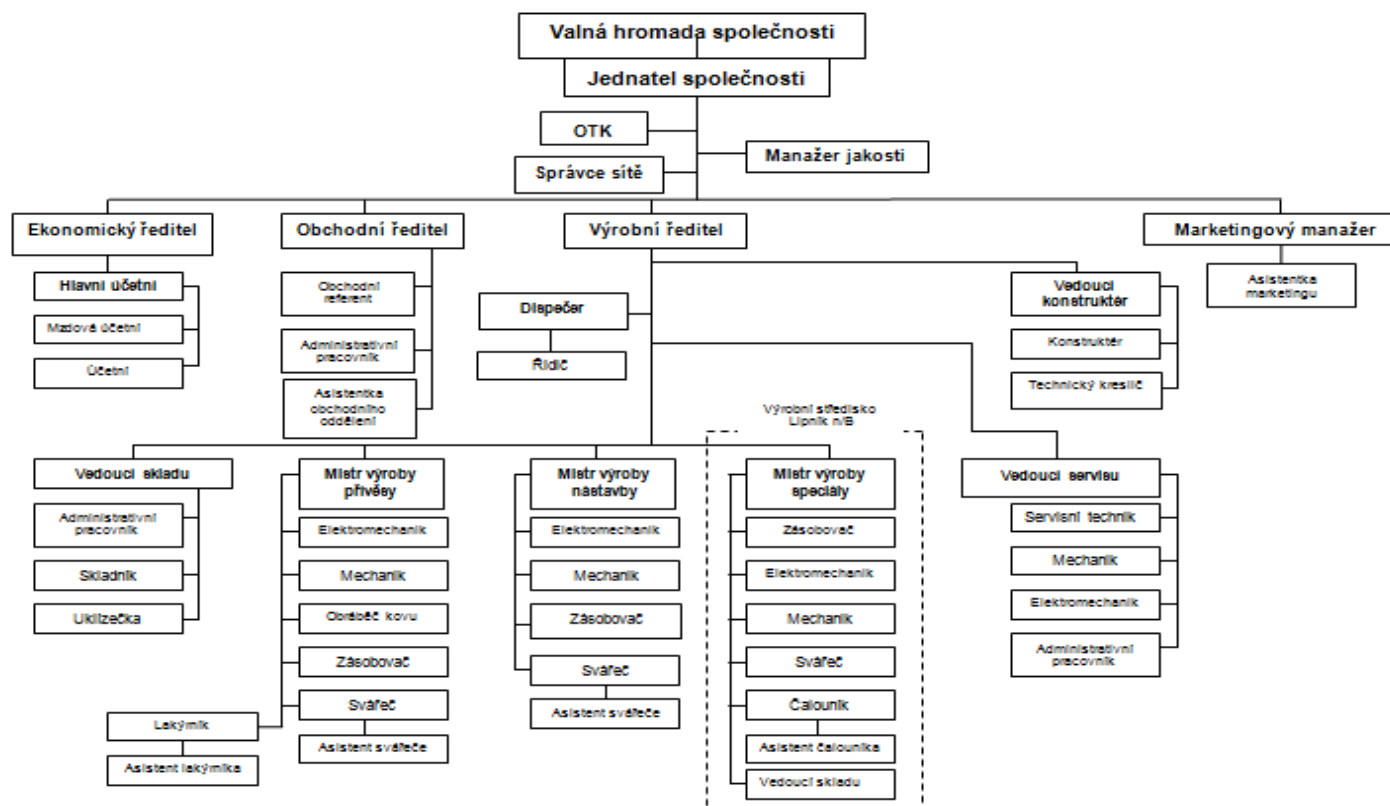 Valná hromada společnosti
Jednatel společnosti
OTK
Manažer jakosti
Správce sítě
Ekonomický ředitel
Obchodní ředitel
Výrobní ředitel
Marketingový manažer
Hlavní účetní
Mzdová účetní
Účetní
Obchodní
referent
Administrativní
pracovník
Asistentka
obchodního
oddělení
Dispečer
Řidič
Vedoucí
konstruktér
Konstruktér
Technický kreslič
Asistentka
marketingu
Výrobní středisko
Lipník n/B
Vedoucí skladu
Administrativní
pracovník
Skladník
Uklízečka
Mistr výroby
přívěsy
Elektromechanik
Mechanik
Obráběč kovu
Zásobovač
Svářeč
Asistent svářeče
Lakýrník
Asistent lakýrníka
Mistr výroby
nástavby
Elektromechanik
Mechanik
Zásobovač
Svářeč
Asistent svářeče
Mistr výroby
speciály
Zásobovač
Elektromechanik
Mechanik
Svářeč
Čalouník
Asistent čalouníka
Vedoucí skladu
Vedoucí servisu
Servisní technik
Mechanik
Elektromechanik
Administrativní
pracovník